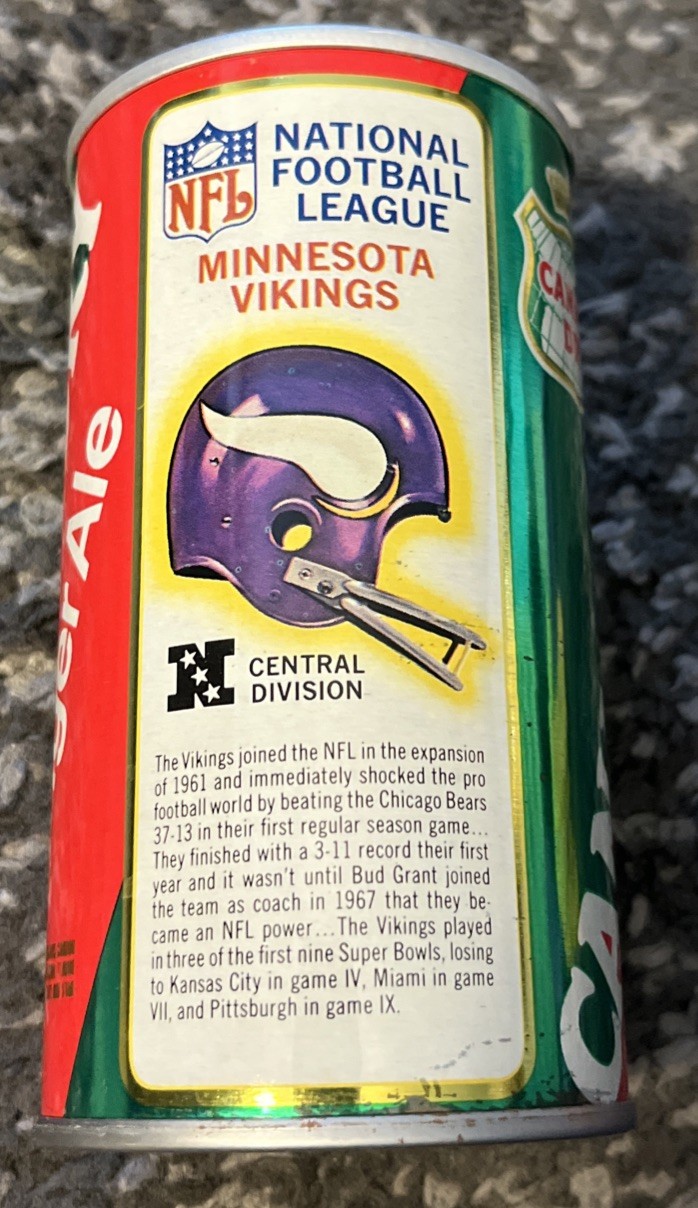 NFL
NATIONAL
FOOTBALL
LEAGUE
MINNESOTA
VIKINGS
N
CENTRAL
DIVISION
The Vikings joined the NFL in the expansion
of 1961 and immediately shocked the pro
football world by beating the Chicago Bears
37-13 in their first regular season game...
They finished with a 3-11 record their first
year and it wasn't until Bud Grant joined
the team as coach in 1967 that they be-
came an NFL power...The Vikings played
in three of the first nine Super Bowls, losing
to Kansas City in game IV, Miami in game
VII, and Pittsburgh in game IX.
gerAle
CA
D
CA